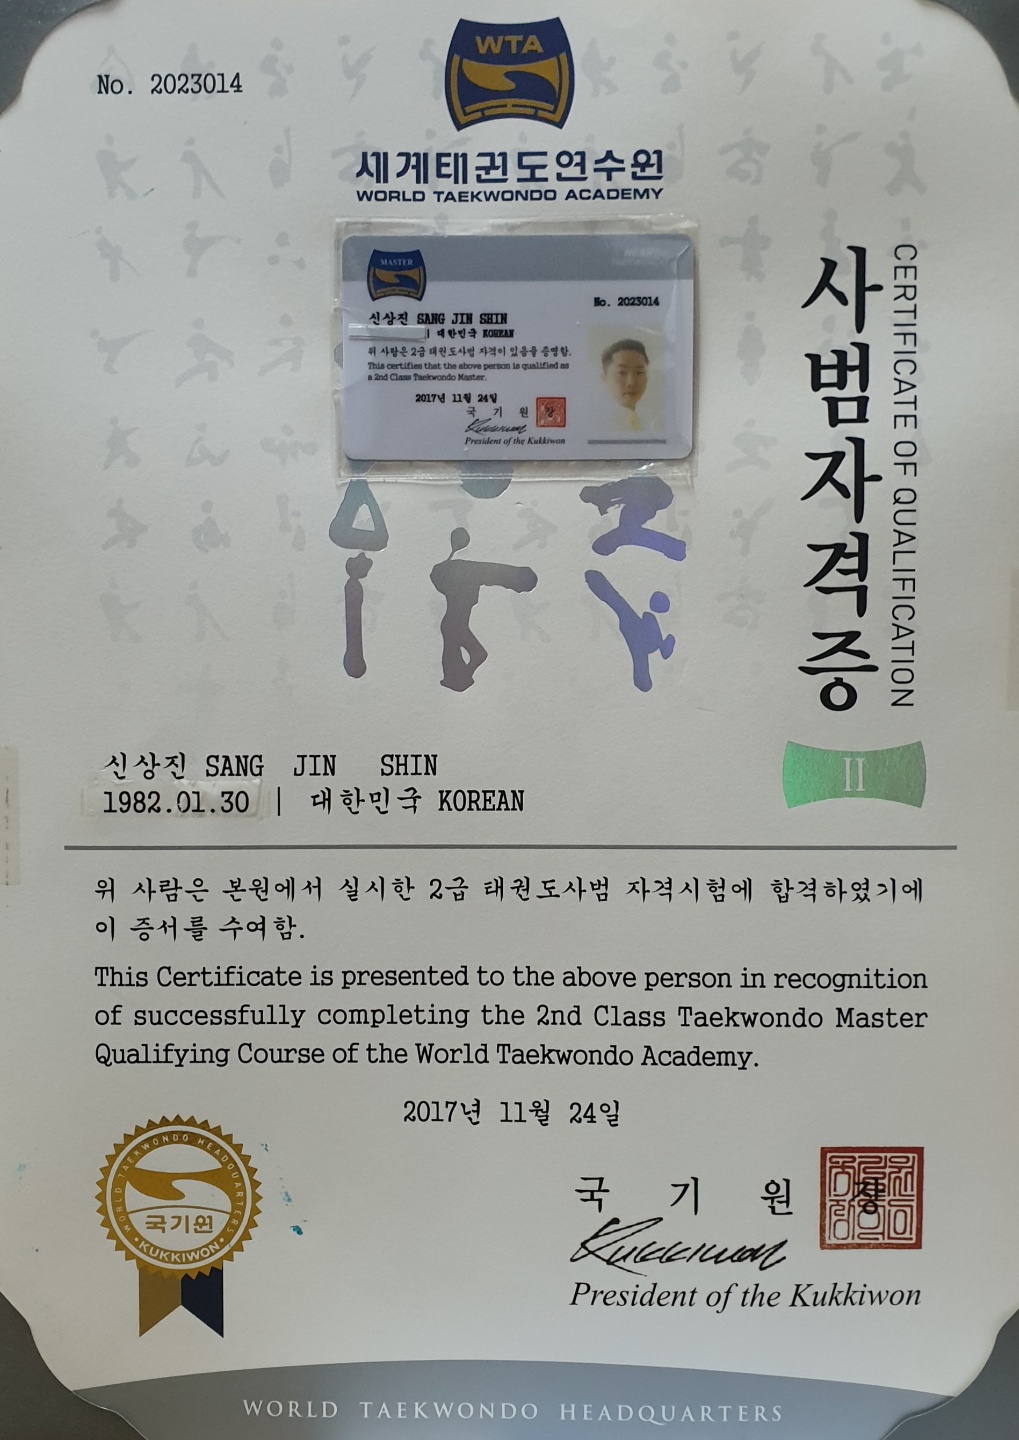 No. 2023014
WTA
세계태권도연수원
WORLD TAEKWONDO ACADEMY
MASTER
No. 2023014
신상진 SANG JIN SHIN
| 대한민국 KOREAN
위 사람은 2급 태권도사범 자격이 있음을 증명함.
This certifies that the above person is qualified as
a 2nd Class Taekwondo Master.
2017년 11월 24일
국 기 원 장
Kukkiwon
President of the Kukkiwon
사범자격증
CERTIFICATE OF QUALIFICATION
II
신상진 SANG JIN SHIN
1982.01.30 | 대한민국 KOREAN
위 사람은 본원에서 실시한 2급 태권도사범 자격시험에 합격하였기에
이 증서를 수여함.
This Certificate is presented to the above person in recognition
of successfully completing the 2nd Class Taekwondo Master
Qualifying Course of the World Taekwondo Academy.
2017년 11월 24일
WORLD TAEKWONDO HEADQUARTERS
국기원
KUKKIWON
국 기 원 장
Kukkiwon
President of the Kukkiwon
WORLD TAEKWONDO HEADQUARTERS